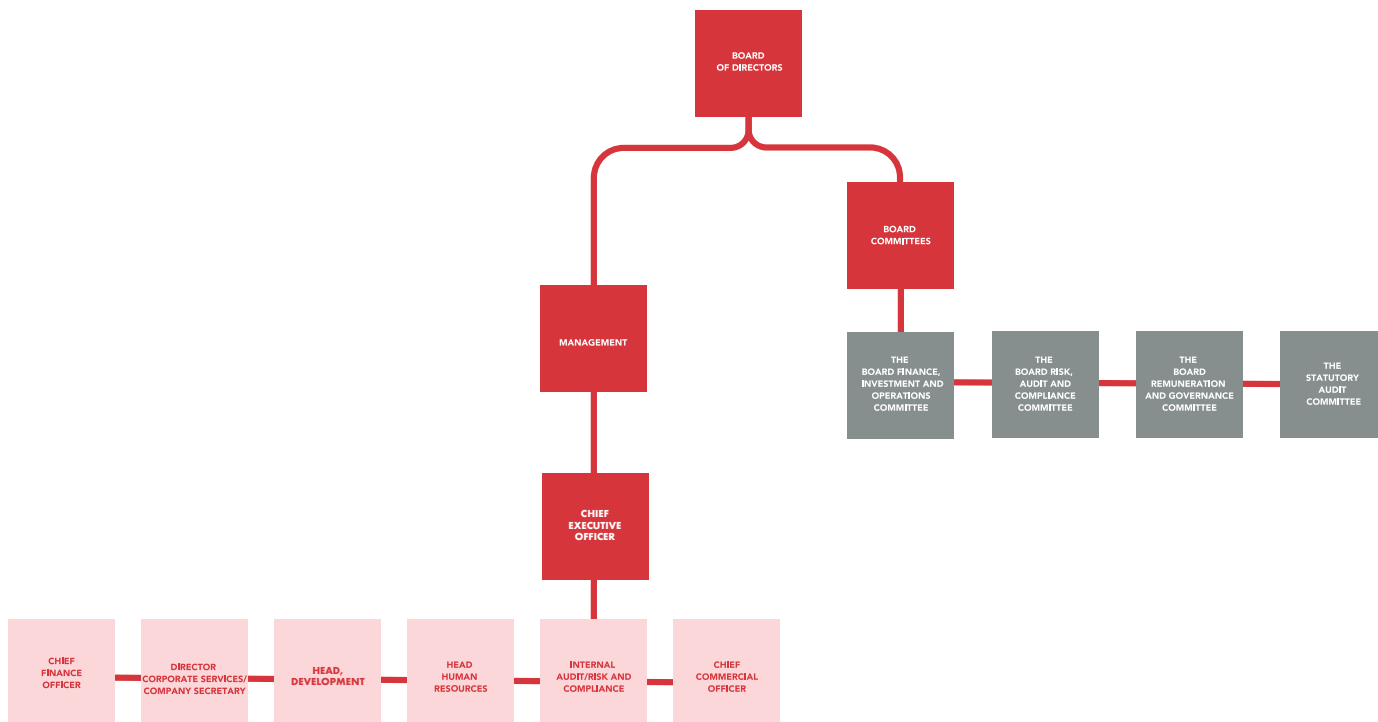 BOARD
OF DIRECTORS
BOARD
COMMITTEES
MANAGEMENT
THE
BOARD FINANCE,
INVESTMENT AND
OPERATIONS
COMMITTEE
THE
BOARD RISK,
AUDIT AND
COMPLIANCE
COMMITTEE
THE
BOARD
REMUNERATION
AND GOVERNANCE
COMMITTEE
THE
STATUTORY
AUDIT
COMMITTEE
CHIEF
EXECUTIVE
OFFICER
CHIEF
FINANCE
OFFICER
DIRECTOR
CORPORATE SERVICES/
COMPANY SECRETARY
HEAD,
DEVELOPMENT
HEAD
HUMAN
RESOURCES
INTERNAL
AUDIT/RISK AND
COMPLIANCE
CHIEF
COMMERCIAL
OFFICER